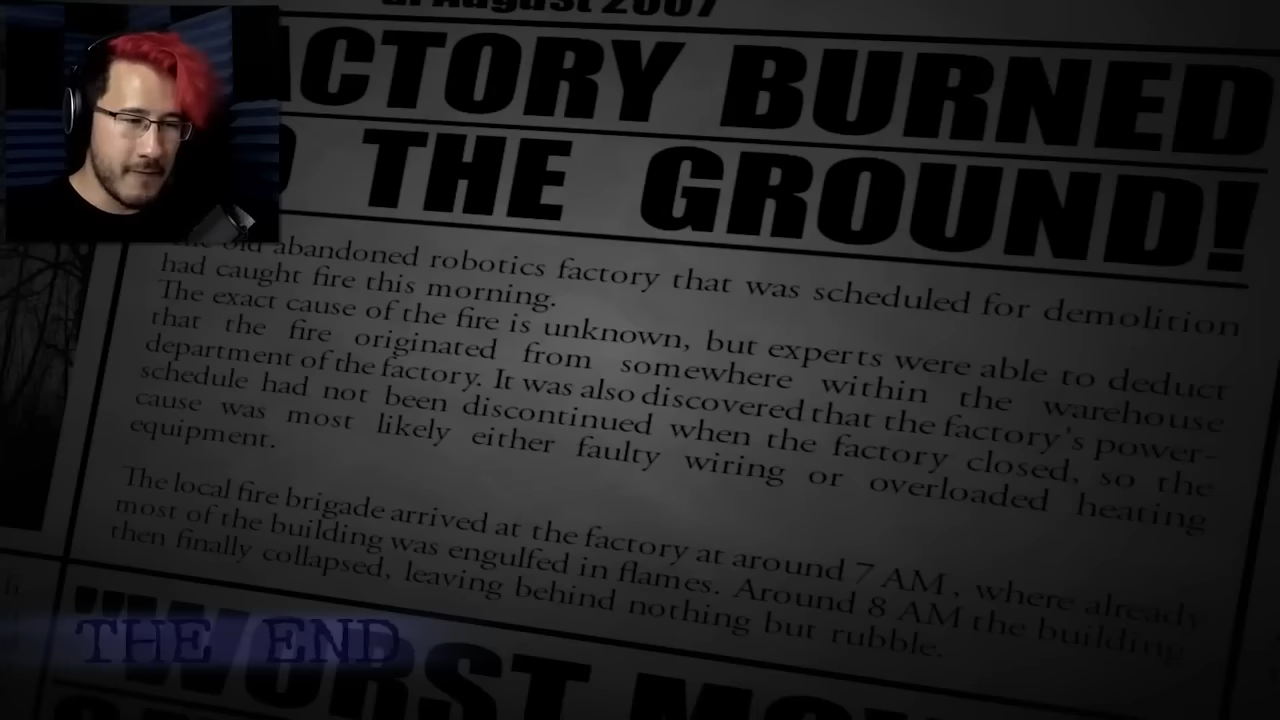 August 2007
ACTORY BURNED
THE GROUND!
old abandoned robotics factory that was scheduled for demolition
had caught fire this morning.
The exact cause of the fire is unknown, but experts were able to deduct
that the fire originated from somewhere within the warehouse
department of the factory. It was also discovered that the factory's power-
schedule had not been discontinued when the factory closed, so the
cause was most likely either faulty wiring or overloaded heating
equipment.
The local fire brigade arrived at the factory at around 7 AM, where already
most of the building was engulfed in flames. Around 8 AM the building
then finally collapsed, leaving behind nothing but rubble.
THE END
"WORST